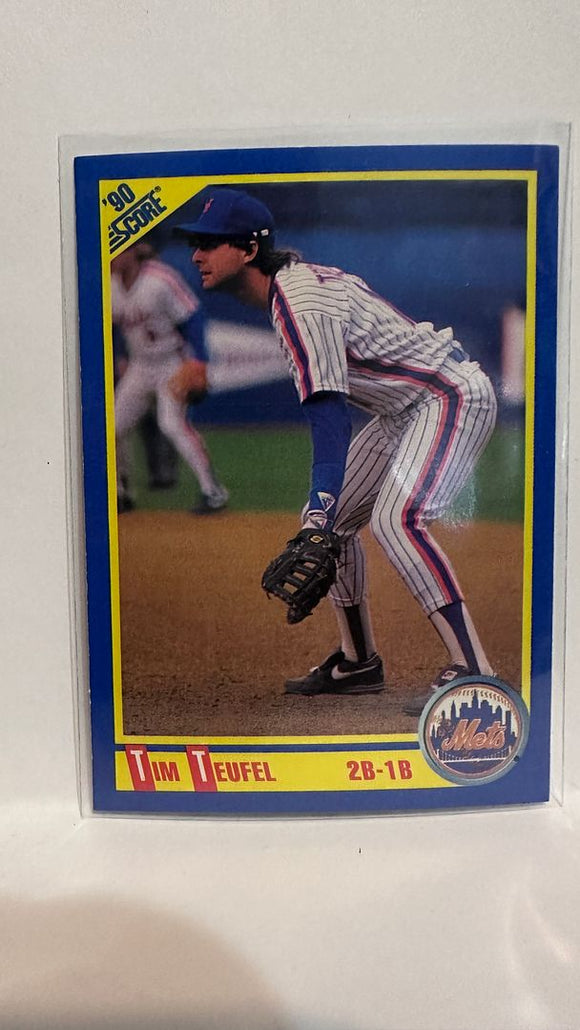 '90
SCORE®
TIM TEUFEL 2B-1B
Mets